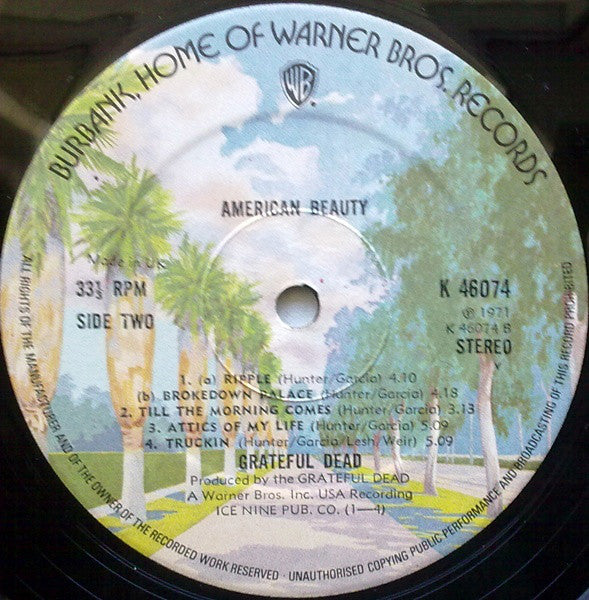 BURBANK, HOME OF WARNER BROS. RECORDS
WB
AMERICAN BEAUTY
Made in UK
33⅓ RPM
SIDE TWO
K 46074
℗ 1971
K 46074 B
STEREO
Y
1. (a) RIPPLE (Hunter/Garcia) 4.10
(b) BROKEDOWN PALACE (Hunter/Garcia) 4.18
2. TILL THE MORNING COMES (Hunter/Garcia) 3.13
3. ATTICS OF MY LIFE (Hunter/Garcia) 5.09
4. TRUCKIN (Hunter/Garcia/Lesh/Weir) 5.09
GRATEFUL DEAD
Produced by the GRATEFUL DEAD
A Warner Bros. Inc. USA Recording
ICE NINE PUB. CO. (1—4)
ALL RIGHTS OF THE MANUFACTURER AND OF THE OWNER OF THE RECORDED WORK RESERVED · UNAUTHORISED COPYING PUBLIC PERFORMANCE AND BROADCASTING OF THIS RECORD PROHIBITED